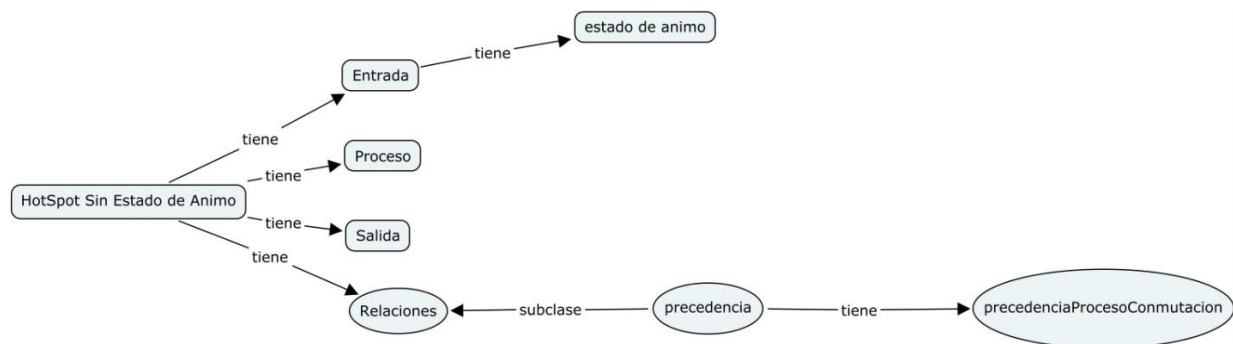 estado de animo
tiene
Entrada
tiene
Proceso
tiene
HotSpot Sin Estado de Animo
tiene
Salida
tiene
Relaciones
subclase
precedencia
tiene
precedenciaProcesoConmutacion